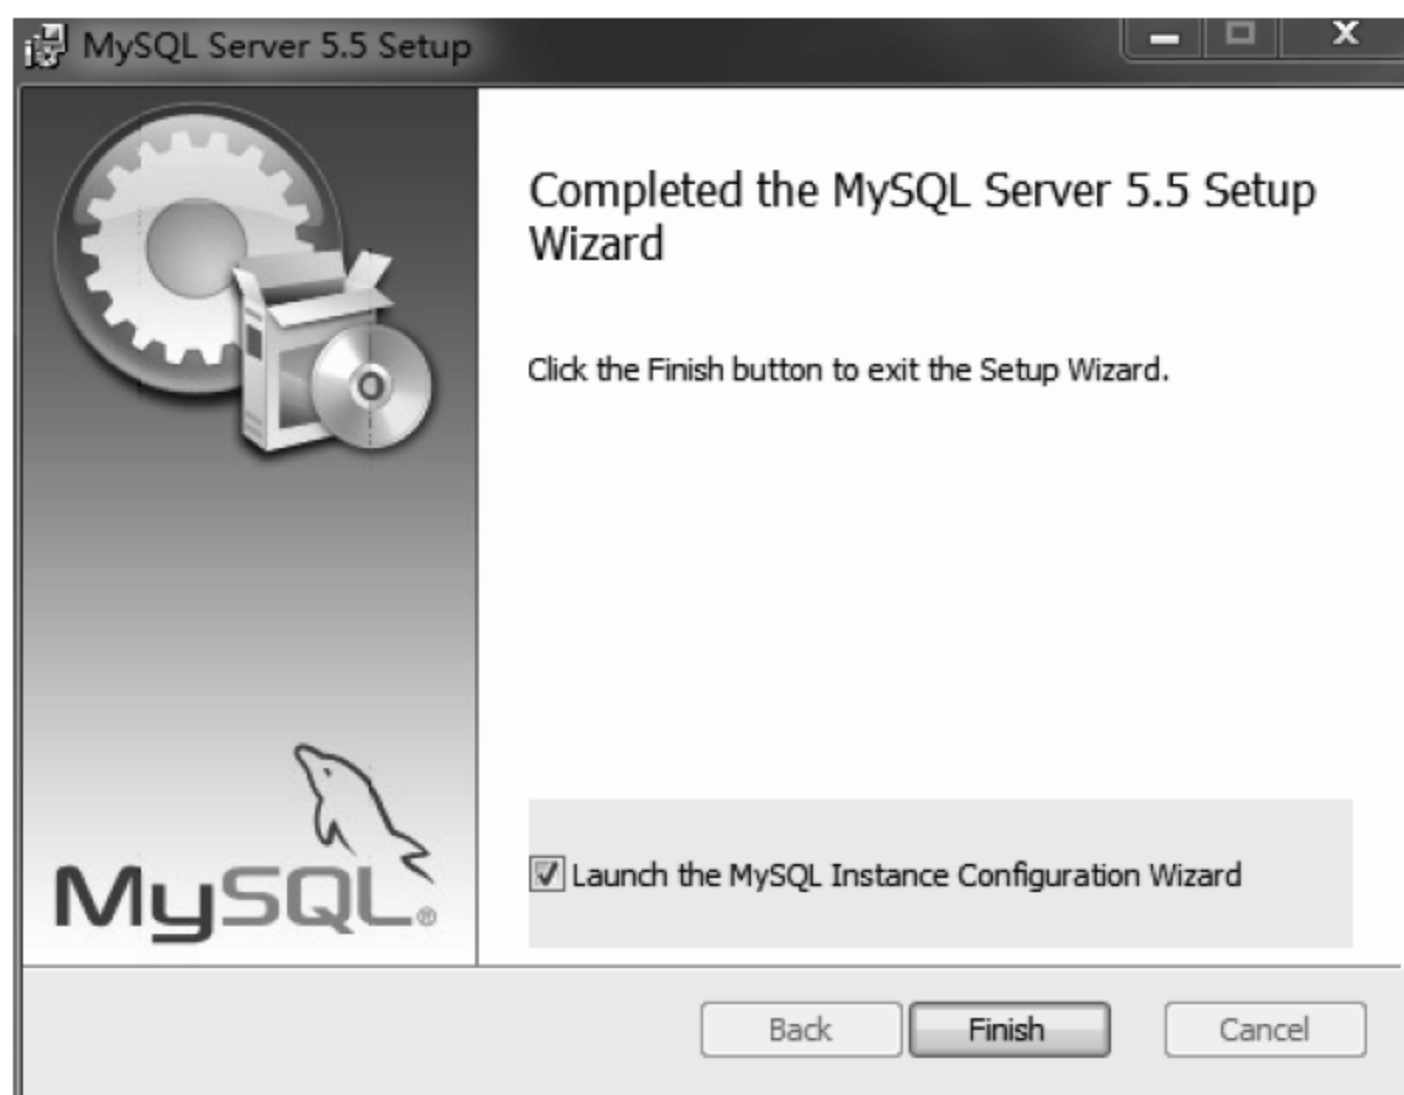 MySQL Server 5.5 Setup
Completed the MySQL Server 5.5 Setup
Wizard
Click the Finish button to exit the Setup Wizard.
Launch the MySQL Instance Configuration Wizard
MySQL®
Back
Finish
Cancel